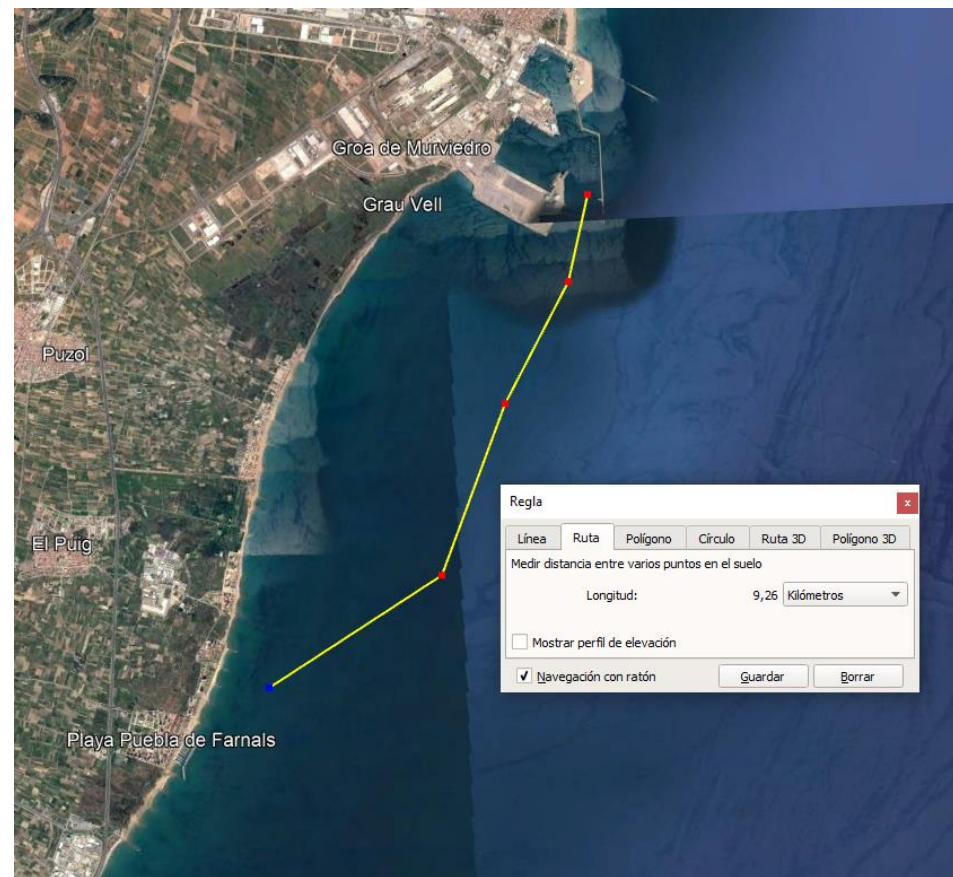 Groa de Murviedro
Grau Vell
Puzol
El Puig
Playa Puebla de Farnals
Regla
x
Línea Ruta Polígono Círculo Ruta 3D Polígono 3D
Medir distancia entre varios puntos en el suelo
Longitud: 9,26 Kilómetros
Mostrar perfil de elevación
Navegación con ratón Guardar Borrar